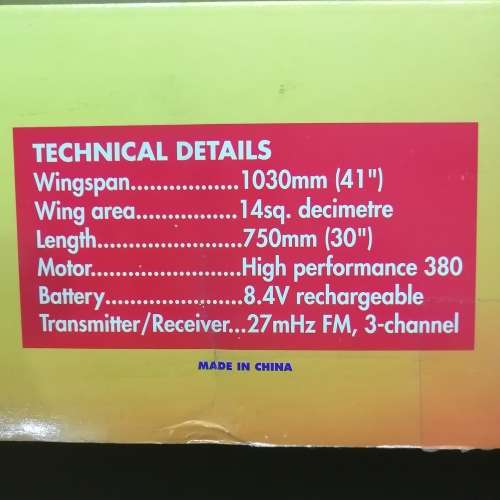 TECHNICAL DETAILS
Wingspan.................1030mm (41")
Wing area.................14sq. decimetre
Length.......................750mm (30")
Motor........................High performance 380
Battery......................8.4V rechargeable
Transmitter/Receiver...27mHz FM, 3-channel
MADE IN CHINA